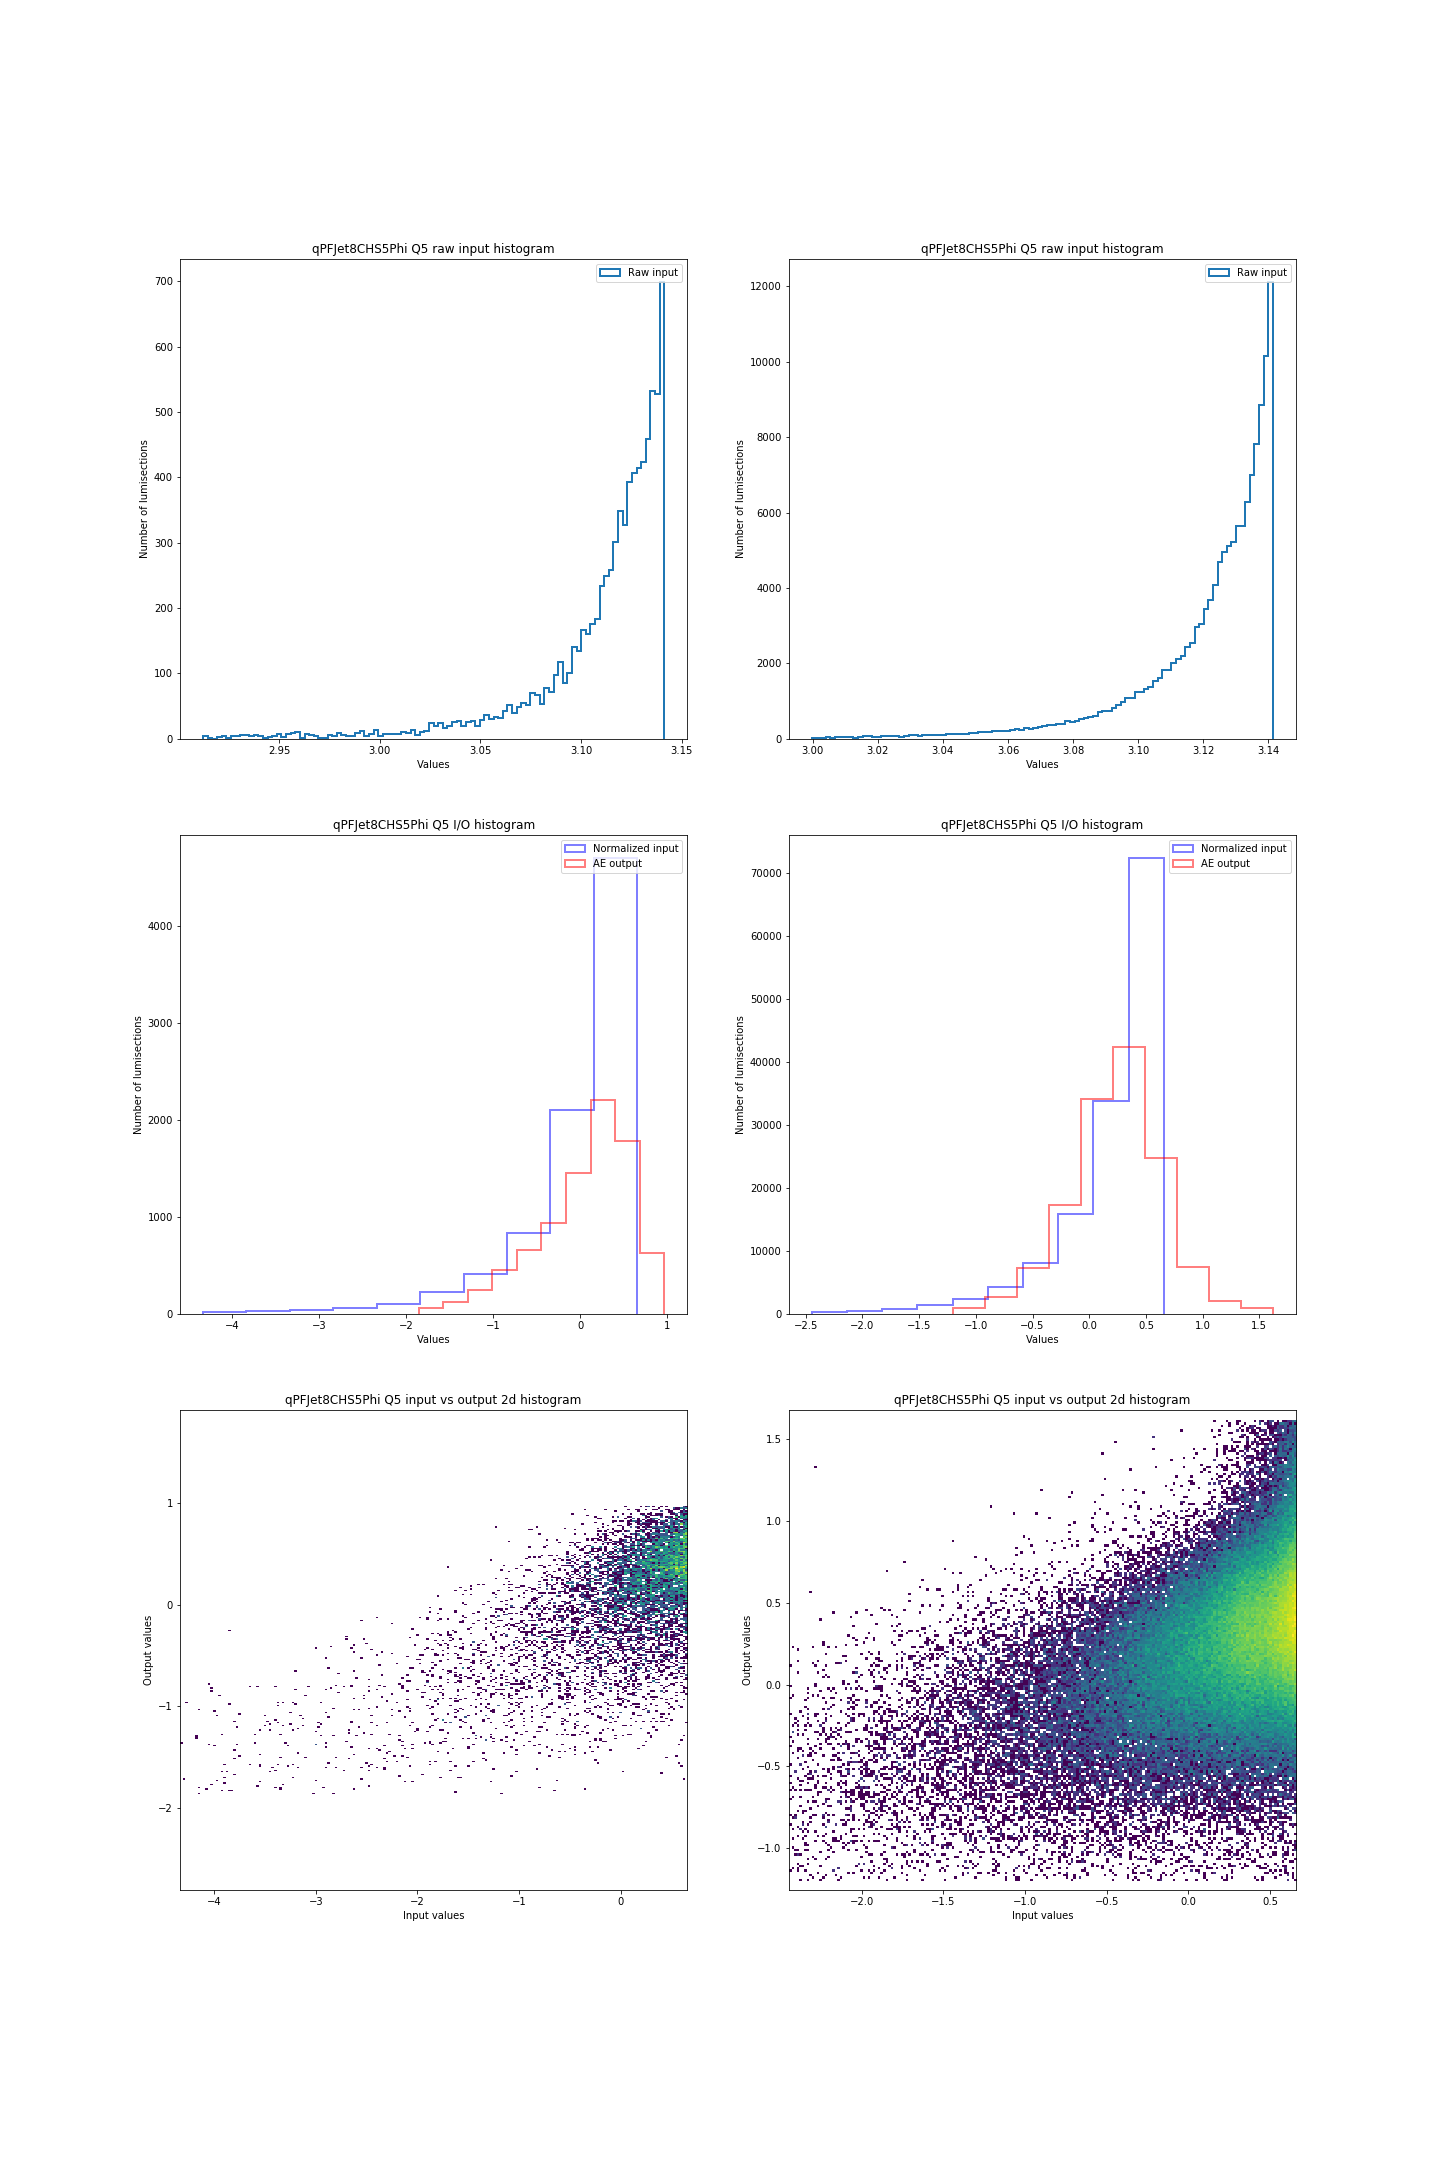 qPFJet8CHS5Phi Q5 raw input histogram
Raw input
700
600
500
400
300
200
100
0
Number of lumisections
2.95 3.00 3.05 3.10 3.15
Values
qPFJet8CHS5Phi Q5 raw input histogram
Raw input
12000
10000
8000
6000
4000
2000
0
Number of lumisections
3.00 3.02 3.04 3.06 3.08 3.10 3.12 3.14
Values
qPFJet8CHS5Phi Q5 I/O histogram
Normalized input
AE output
4000
3000
2000
1000
0
Number of lumisections
−4 −3 −2 −1 0 1
Values
qPFJet8CHS5Phi Q5 I/O histogram
Normalized input
AE output
70000
60000
50000
40000
30000
20000
10000
0
Number of lumisections
−2.5 −2.0 −1.5 −1.0 −0.5 0.0 0.5 1.0 1.5
Values
qPFJet8CHS5Phi Q5 input vs output 2d histogram
1
0
−1
−2
Output values
−4 −3 −2 −1 0
Input values
qPFJet8CHS5Phi Q5 input vs output 2d histogram
1.5
1.0
0.5
0.0
−0.5
−1.0
Output values
−2.0 −1.5 −1.0 −0.5 0.0 0.5
Input values